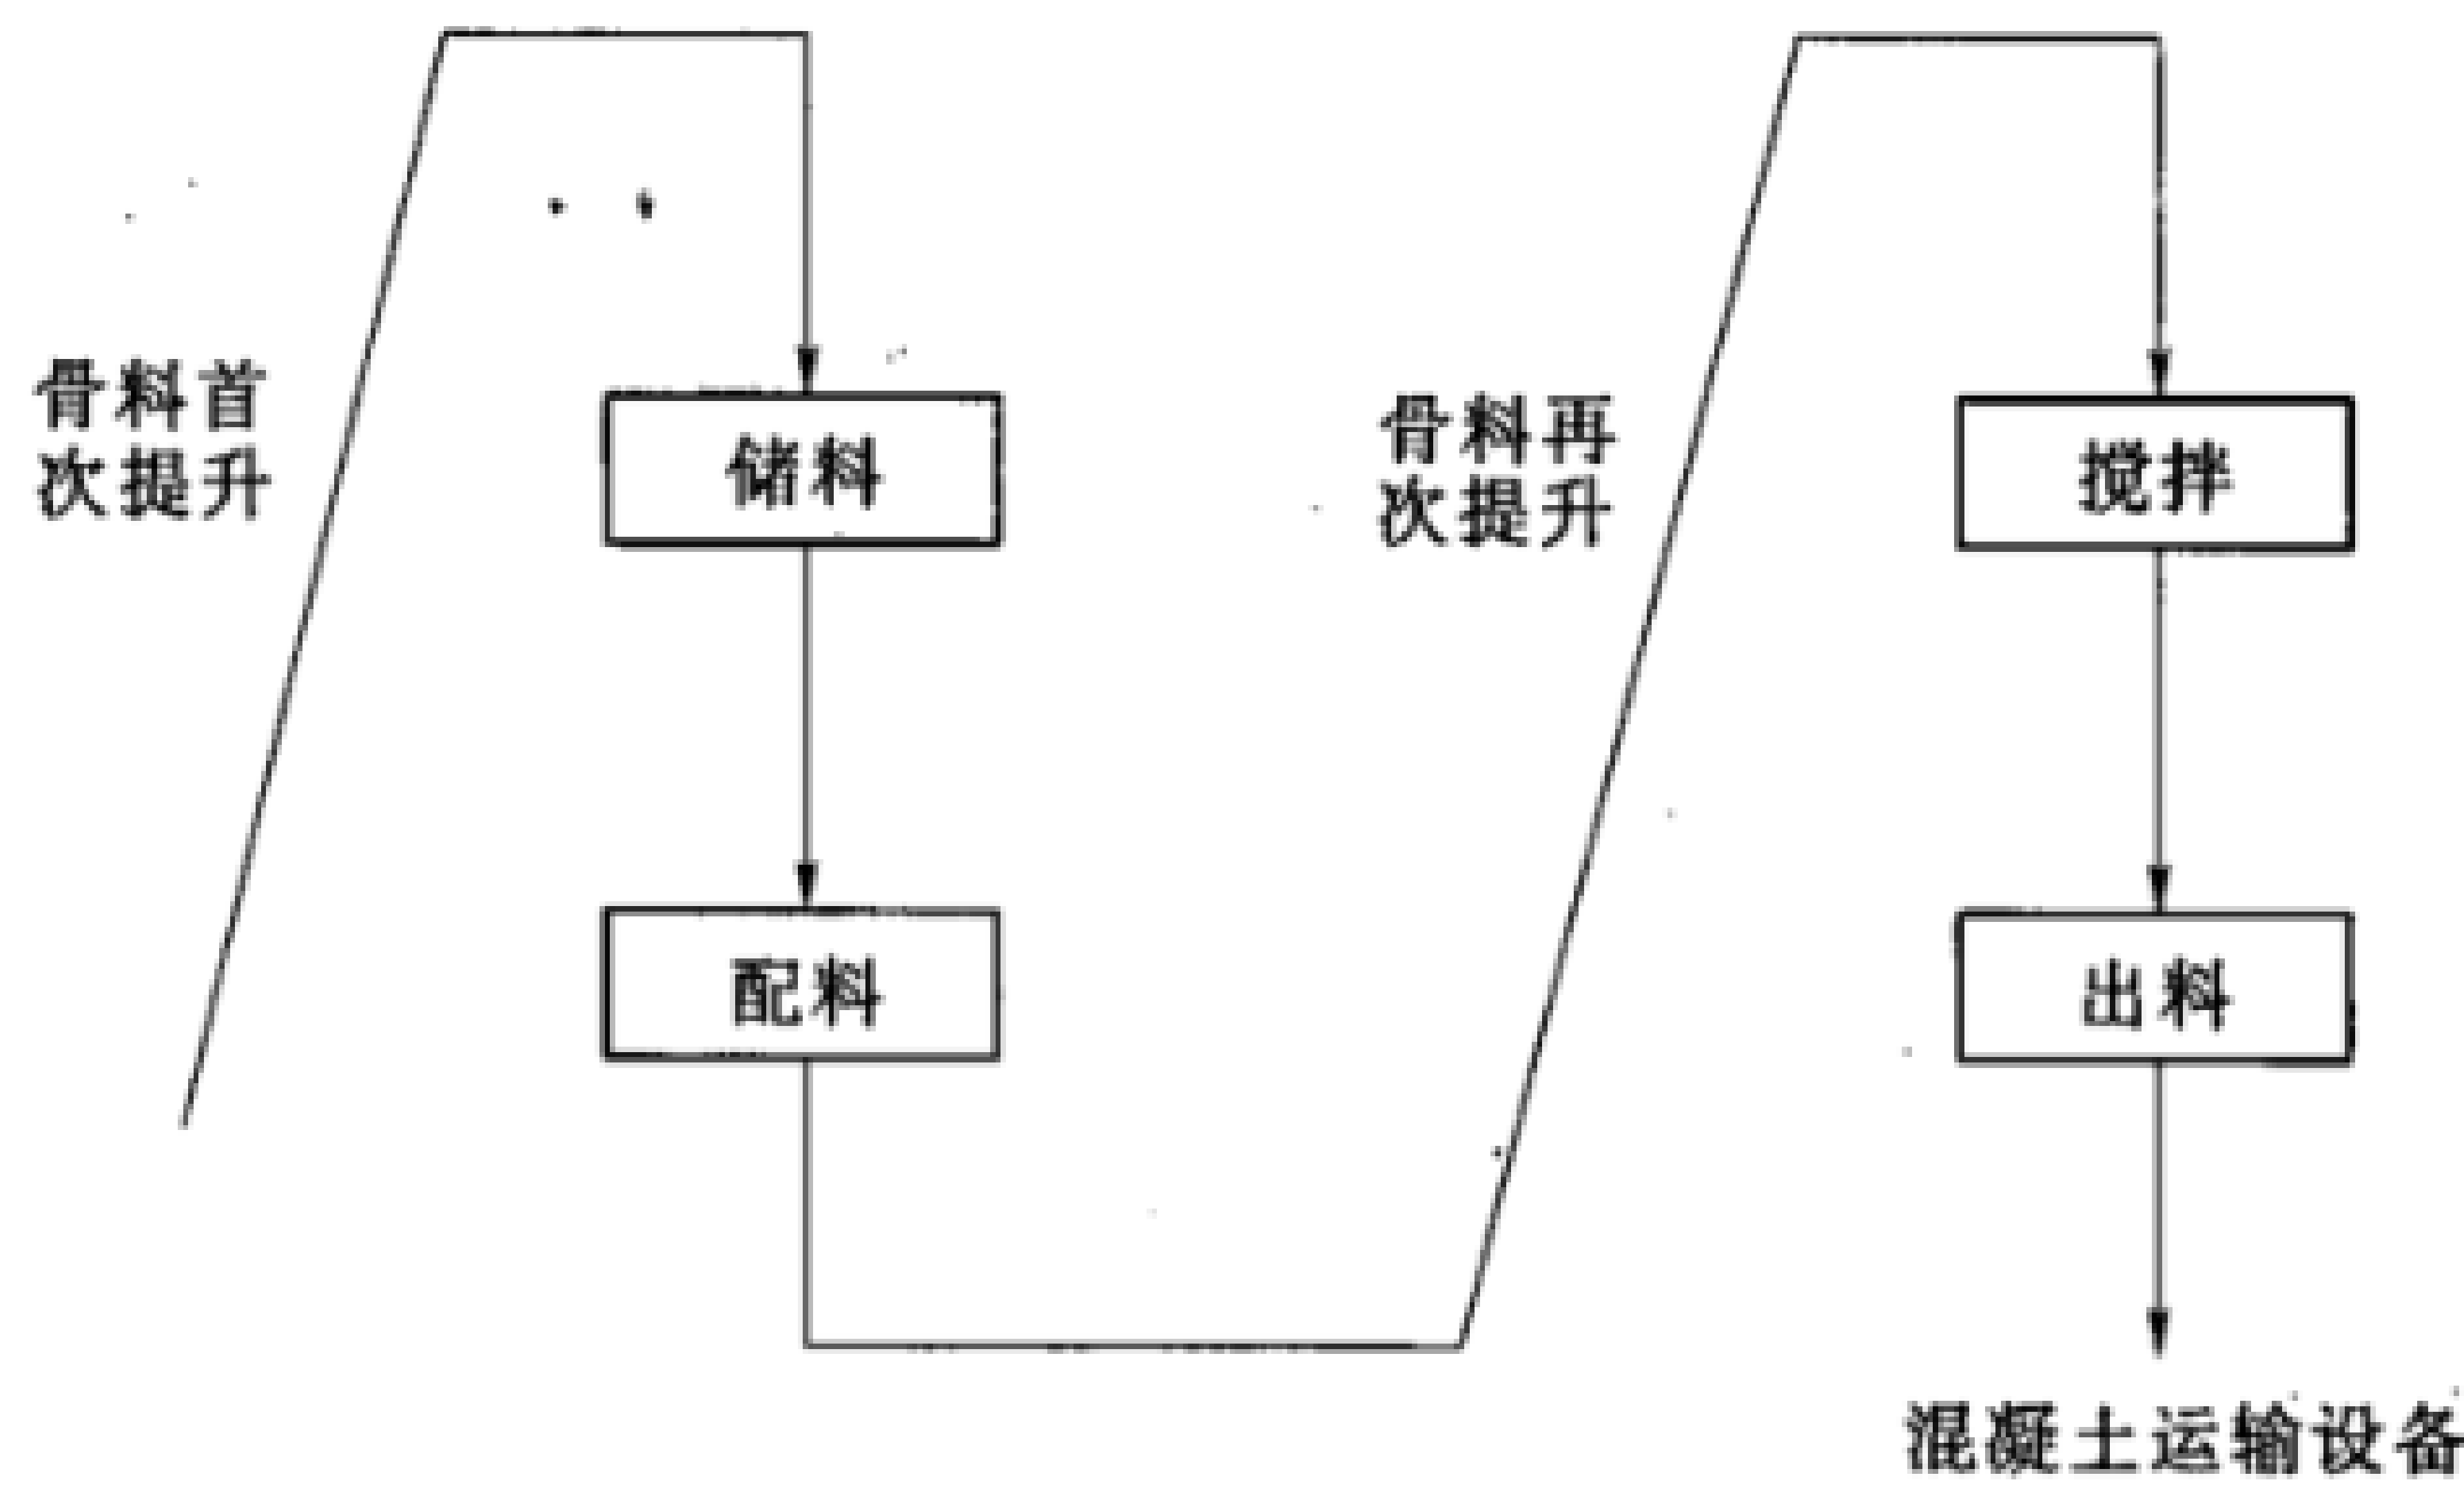 骨料首
次提升
储料
配料
骨料再
次提升
搅拌
出料
混凝土运输设备